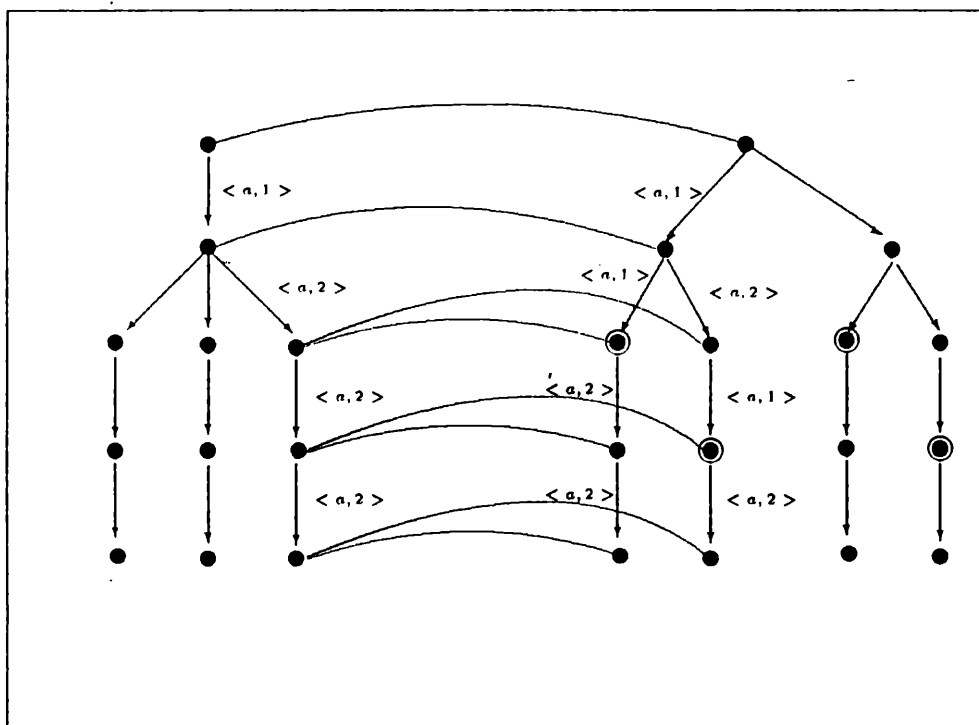 < a, 1 >
< a, 1 >
< a, 2 >
< a, 1 >
< a, 2 >
< a, 2 >
< a, 2 >
< a, 1 >
< a, 2 >
< a, 2 >
< a, 2 >